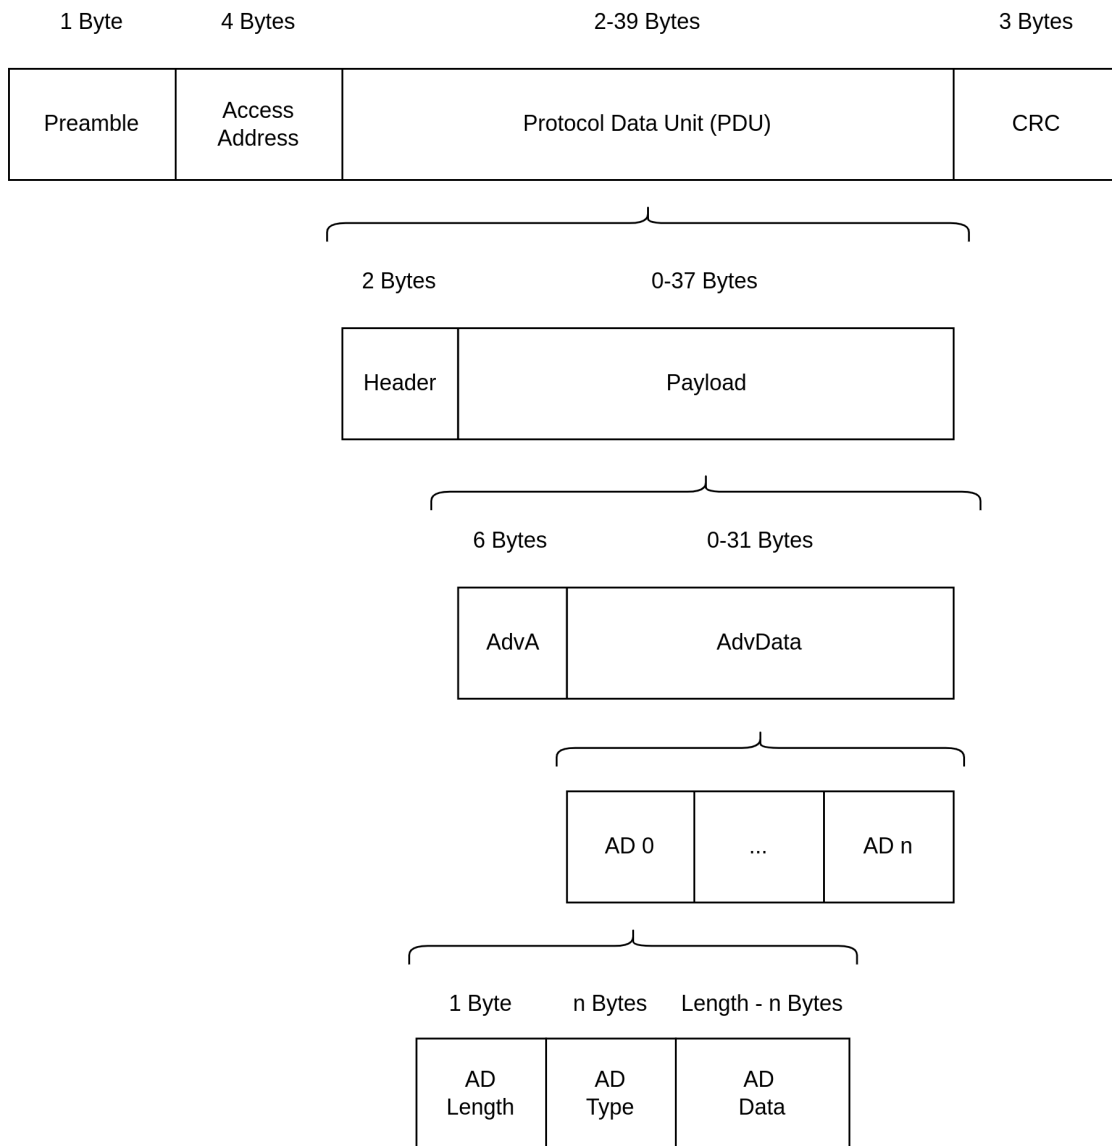 1 Byte
4 Bytes
2-39 Bytes
3 Bytes
Preamble
Access
Address
Protocol Data Unit (PDU)
CRC
2 Bytes
0-37 Bytes
Header
Payload
6 Bytes
0-31 Bytes
AdvA
AdvData
AD 0
...
AD n
1 Byte
n Bytes
Length - n Bytes
AD
Length
AD
Type
AD
Data